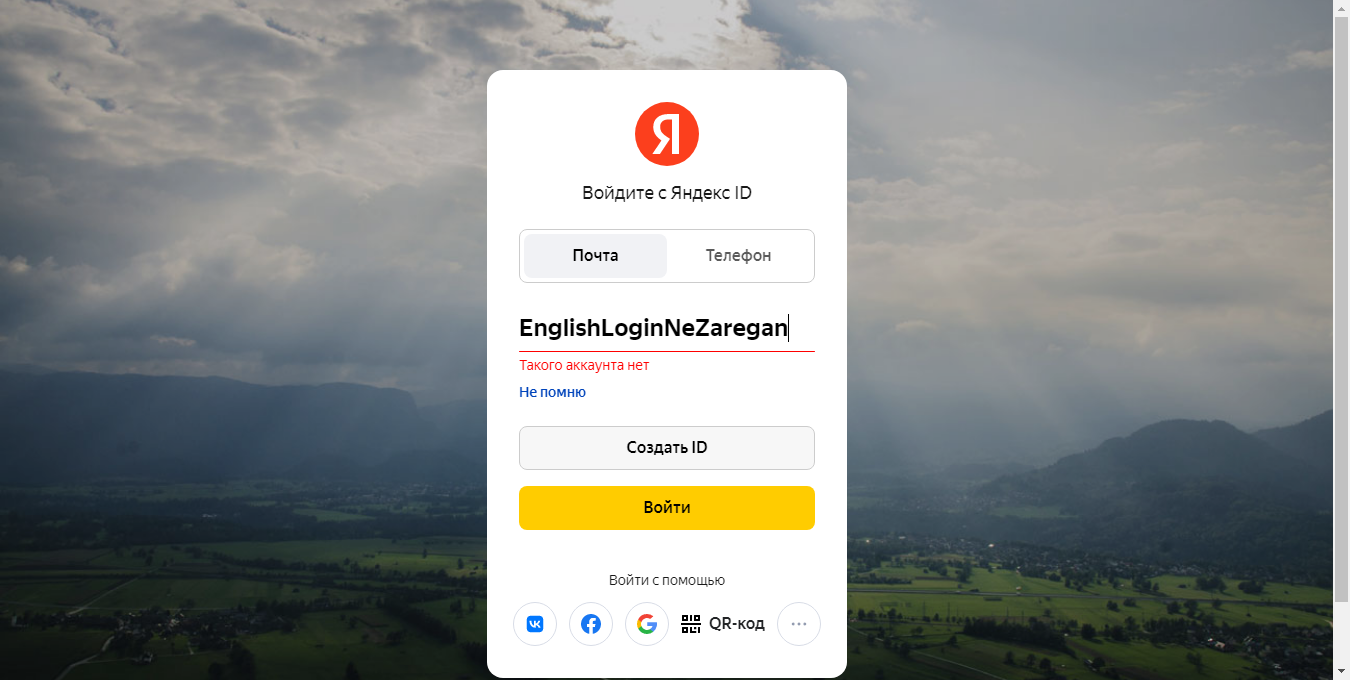 Я
Войдите с Яндекс ID
Почта
Телефон
EnglishLoginNeZaregan
Такого аккаунта нет
Не помню
Создать ID
Войти
Войти с помощью
QR-код